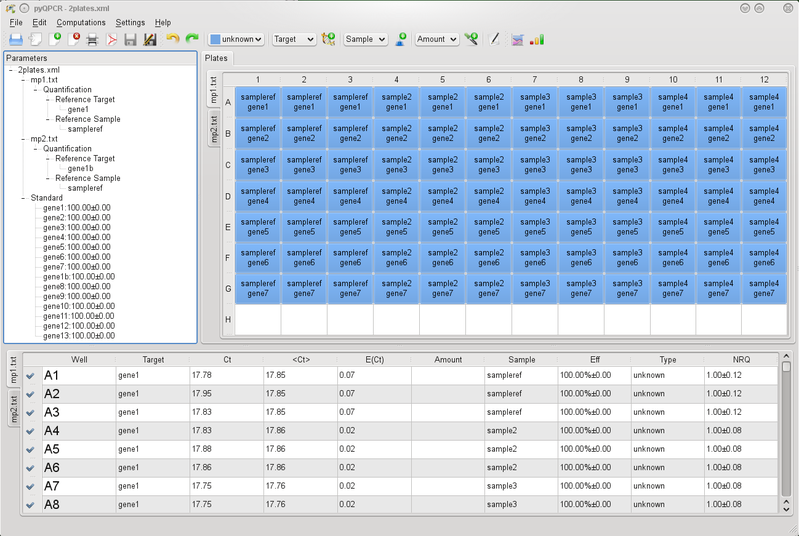 pyQPCR - 2plates.xml
File Edit Computations Settings Help
unknown Target Sample Amount
Parameters
2plates.xml
mp1.txt
Quantification
Reference Target
gene1
Reference Sample
sampleref
mp2.txt
Quantification
Reference Target
gene1b
Reference Sample
sampleref
Standard
gene1:100.00±0.00
gene2:100.00±0.00
gene3:100.00±0.00
gene4:100.00±0.00
gene5:100.00±0.00
gene6:100.00±0.00
gene7:100.00±0.00
gene1b:100.00±0.00
gene8:100.00±0.00
gene9:100.00±0.00
gene10:100.00±0.00
gene11:100.00±0.00
gene12:100.00±0.00
gene13:100.00±0.00
Plates
mp1.txt
mp2.txt
1 2 3 4 5 6 7 8 9 10 11 12
A sampleref sampleref sampleref sample2 sample2 sample2 sample3 sample3 sample3 sample4 sample4 sample4
gene1 gene1 gene1 gene1 gene1 gene1 gene1 gene1 gene1 gene1 gene1 gene1
B sampleref sampleref sampleref sample2 sample2 sample2 sample3 sample3 sample3 sample4 sample4 sample4
gene2 gene2 gene2 gene2 gene2 gene2 gene2 gene2 gene2 gene2 gene2 gene2
C sampleref sampleref sampleref sample2 sample2 sample2 sample3 sample3 sample3 sample4 sample4 sample4
gene3 gene3 gene3 gene3 gene3 gene3 gene3 gene3 gene3 gene3 gene3 gene3
D sampleref sampleref sampleref sample2 sample2 sample2 sample3 sample3 sample3 sample4 sample4 sample4
gene4 gene4 gene4 gene4 gene4 gene4 gene4 gene4 gene4 gene4 gene4 gene4
E sampleref sampleref sampleref sample2 sample2 sample2 sample3 sample3 sample3 sample4 sample4 sample4
gene5 gene5 gene5 gene5 gene5 gene5 gene5 gene5 gene5 gene5 gene5 gene5
F sampleref sampleref sampleref sample2 sample2 sample2 sample3 sample3 sample3 sample4 sample4 sample4
gene6 gene6 gene6 gene6 gene6 gene6 gene6 gene6 gene6 gene6 gene6 gene6
G sampleref sampleref sampleref sample2 sample2 sample2 sample3 sample3 sample3 sample4 sample4 sample4
gene7 gene7 gene7 gene7 gene7 gene7 gene7 gene7 gene7 gene7 gene7 gene7
H
mp1.txt
mp2.txt
Well Target Ct <Ct> E(Ct) Amount Sample Eff Type NRQ
A1 gene1 17.78 17.85 0.07 sampleref 100.00%±0.00 unknown 1.00±0.12
A2 gene1 17.95 17.85 0.07 sampleref 100.00%±0.00 unknown 1.00±0.12
A3 gene1 17.83 17.85 0.07 sampleref 100.00%±0.00 unknown 1.00±0.12
A4 gene1 17.83 17.86 0.02 sample2 100.00%±0.00 unknown 1.00±0.08
A5 gene1 17.88 17.86 0.02 sample2 100.00%±0.00 unknown 1.00±0.08
A6 gene1 17.86 17.86 0.02 sample2 100.00%±0.00 unknown 1.00±0.08
A7 gene1 17.75 17.76 0.02 sample3 100.00%±0.00 unknown 1.00±0.08
A8 gene1 17.75 17.76 0.02 sample3 100.00%±0.00 unknown 1.00±0.08